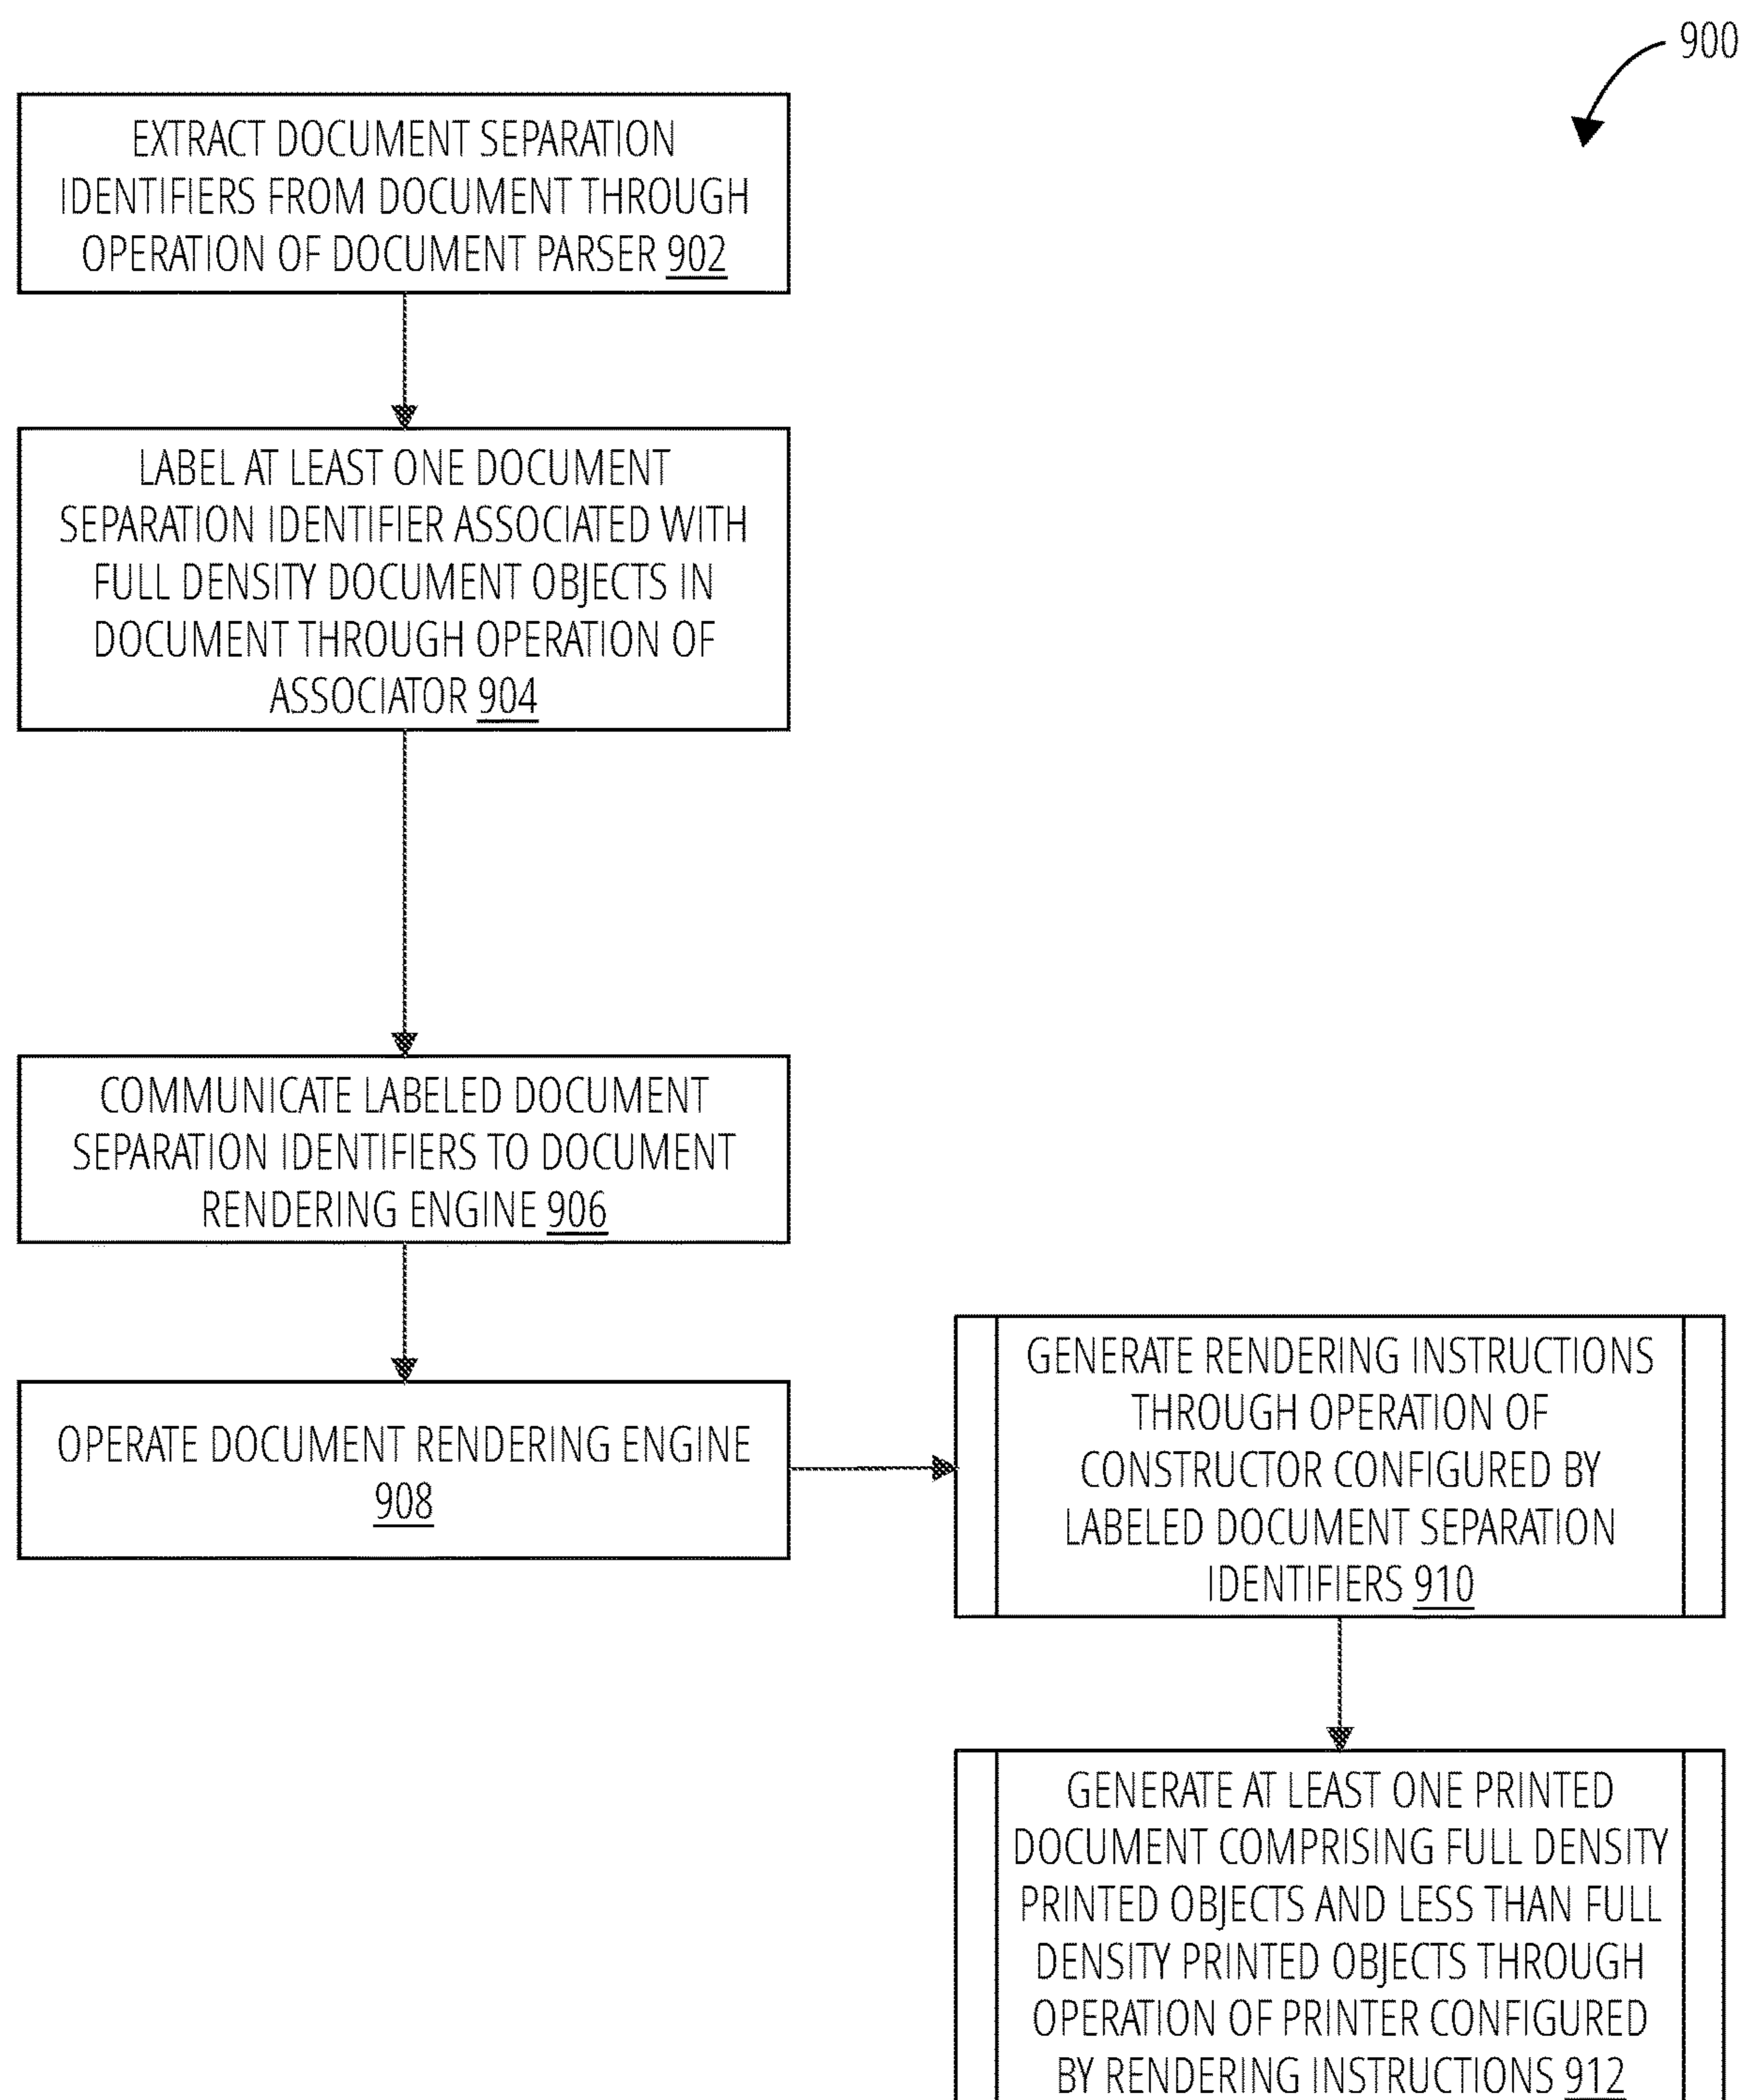 900
EXTRACT DOCUMENT SEPARATION
IDENTIFIERS FROM DOCUMENT THROUGH
OPERATION OF DOCUMENT PARSER 902
LABEL AT LEAST ONE DOCUMENT
SEPARATION IDENTIFIER ASSOCIATED WITH
FULL DENSITY DOCUMENT OBJECTS IN
DOCUMENT THROUGH OPERATION OF
ASSOCIATOR 904
COMMUNICATE LABELED DOCUMENT
SEPARATION IDENTIFIERS TO DOCUMENT
RENDERING ENGINE 906
OPERATE DOCUMENT RENDERING ENGINE
908
GENERATE RENDERING INSTRUCTIONS
THROUGH OPERATION OF
CONSTRUCTOR CONFIGURED BY
LABELED DOCUMENT SEPARATION
IDENTIFIERS 910
GENERATE AT LEAST ONE PRINTED
DOCUMENT COMPRISING FULL DENSITY
PRINTED OBJECTS AND LESS THAN FULL
DENSITY PRINTED OBJECTS THROUGH
OPERATION OF PRINTER CONFIGURED
BY RENDERING INSTRUCTIONS 912